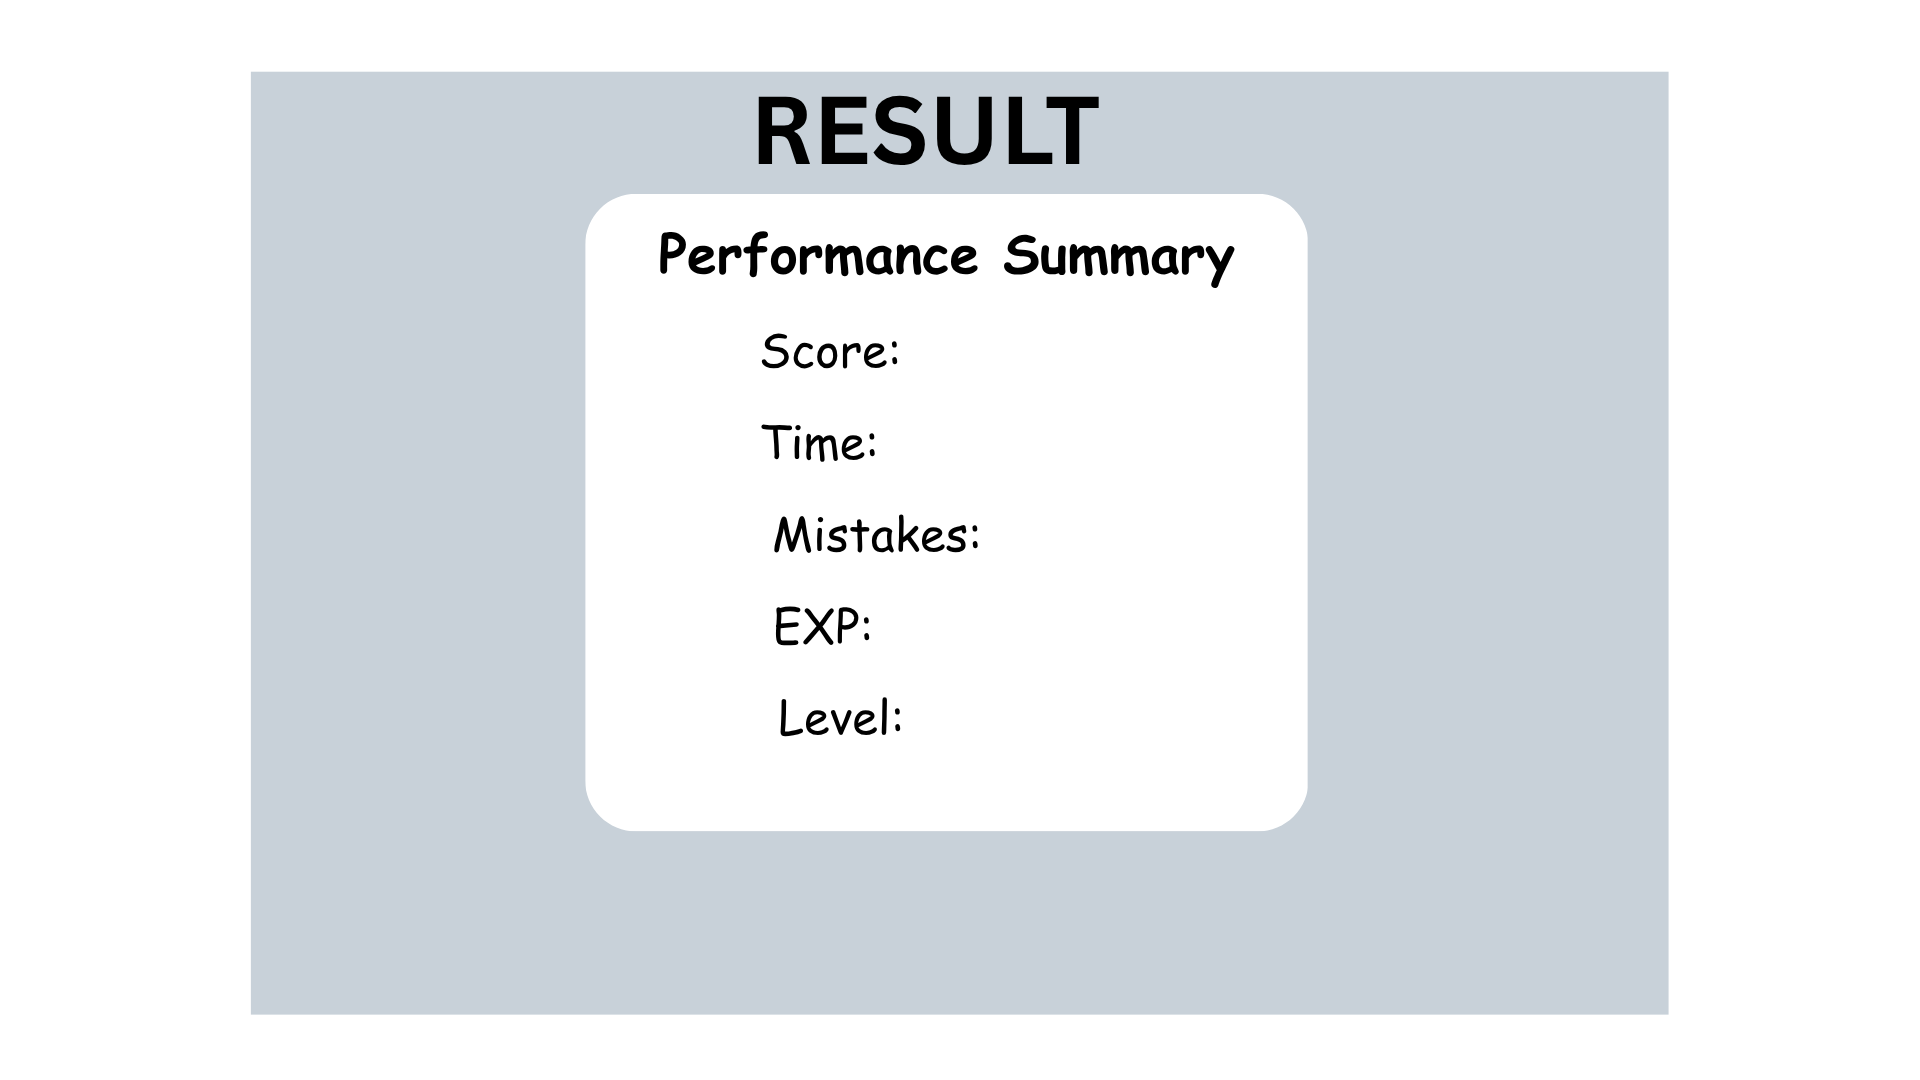 RESULT
Performance Summary
Score:
Time:
Mistakes:
EXP:
Level: